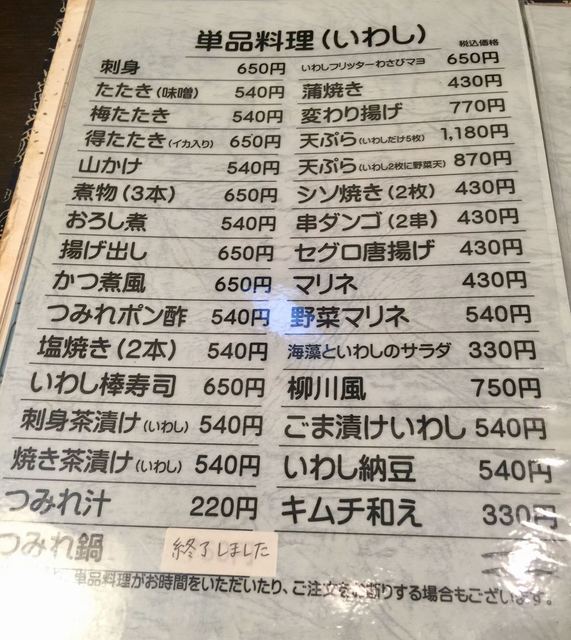 単品料理(いわし)
税込価格
刺身 650円
たたき(味噌) 540円
梅たたき 540円
得たたき(イカ入り) 650円
山かけ 540円
煮物(3本) 650円
おろし煮 540円
揚げ出し 650円
かつ煮風 650円
つみれポン酢 540円
塩焼き(2本) 540円
いわし棒寿司 650円
刺身茶漬け(いわし) 540円
焼き茶漬け(いわし) 540円
つみれ汁 220円
つみれ鍋 終了しました
いわしフリッターわさびマヨ 650円
蒲焼き 430円
変わり揚げ 770円
天ぷら(いわしだけ5枚) 1,180円
天ぷら(いわし2枚に野菜天) 870円
シソ焼き(2枚) 430円
串ダンゴ(2串) 430円
セグロ唐揚げ 430円
マリネ 430円
野菜マリネ 540円
海藻といわしのサラダ 330円
柳川風 750円
ごま漬けいわし 540円
いわし納豆 540円
キムチ和え 330円
単品料理がお時間をいただいたり、ご注文をお断りする場合もございます。